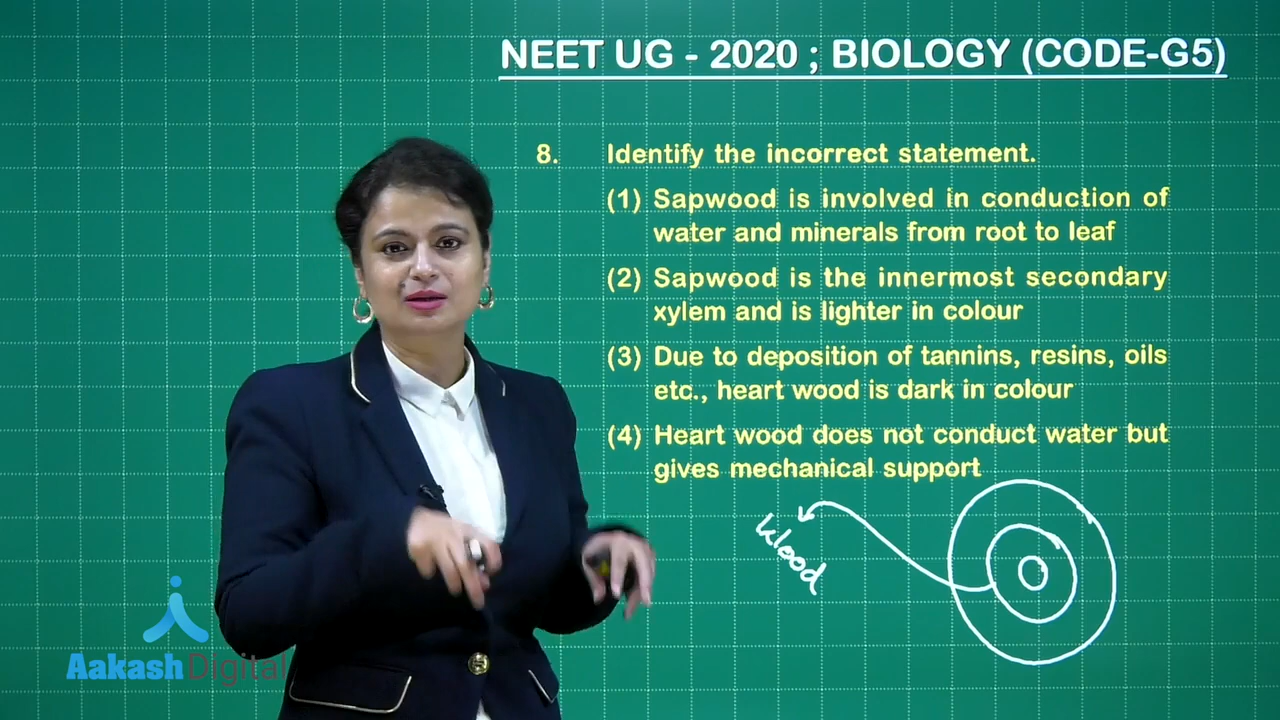 NEET UG - 2020 ; BIOLOGY (CODE-G5)
8. Identify the incorrect statement.
(1) Sapwood is involved in conduction of
water and minerals from root to leaf
(2) Sapwood is the innermost secondary
xylem and is lighter in colour
(3) Due to deposition of tannins, resins, oils
etc., heart wood is dark in colour
(4) Heart wood does not conduct water but
gives mechanical support
Wood
Aakash Digital